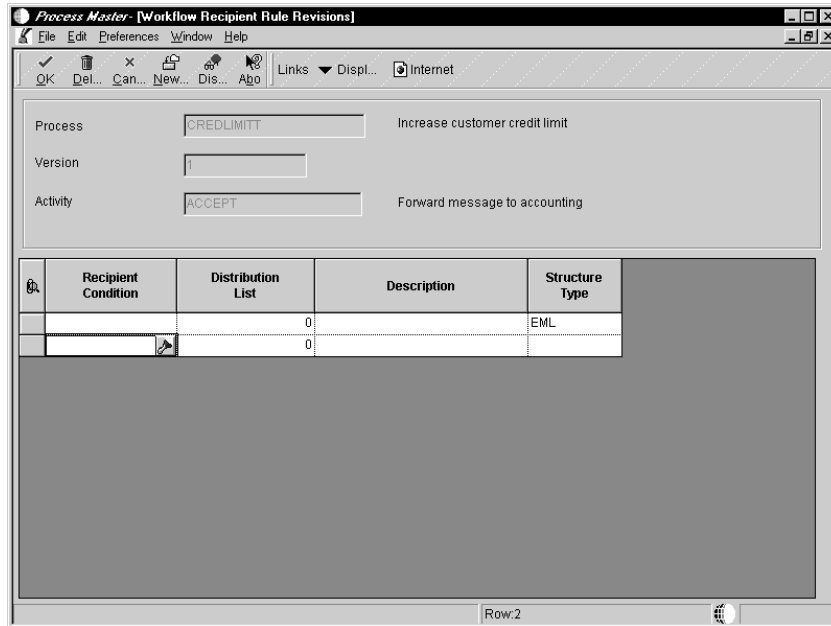 Process Master - [Workflow Recipient Rule Revisions]
File Edit Preferences Window Help
OK Del... Can... New... Dis... Abo Links Displ... Internet
Process CREDLIMITT Increase customer credit limit
Version 1
Activity ACCEPT Forward message to accounting
Recipient Condition Distribution List Description Structure Type
0 EML
0
Row:2